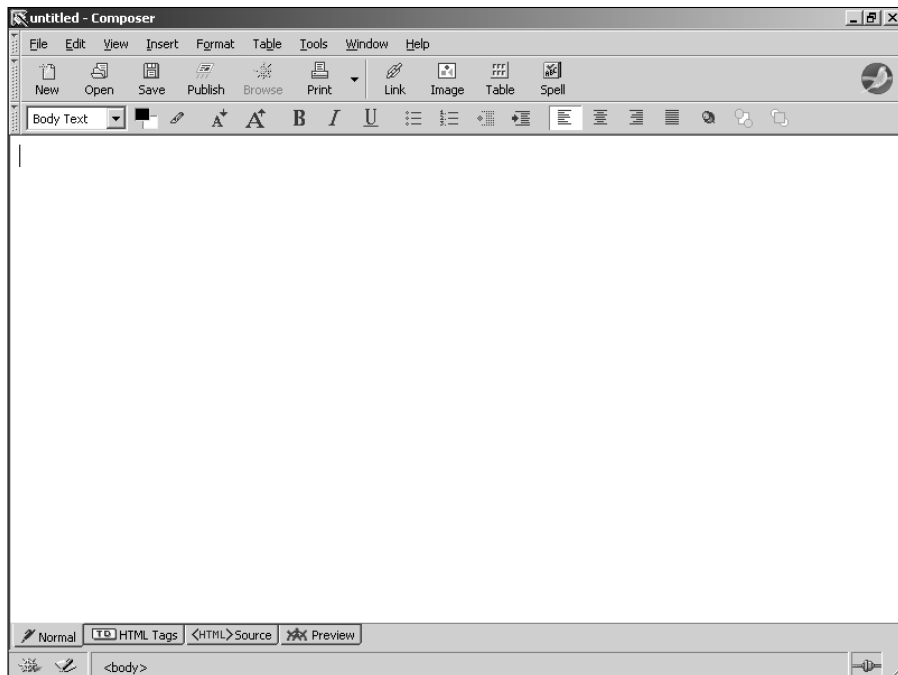 untitled - Composer
File Edit View Insert Format Table Tools Window Help
New Open Save Publish Browse Print Link Image Table Spell
Body Text B I U
Normal TD HTML Tags <HTML> Source Preview
<body>